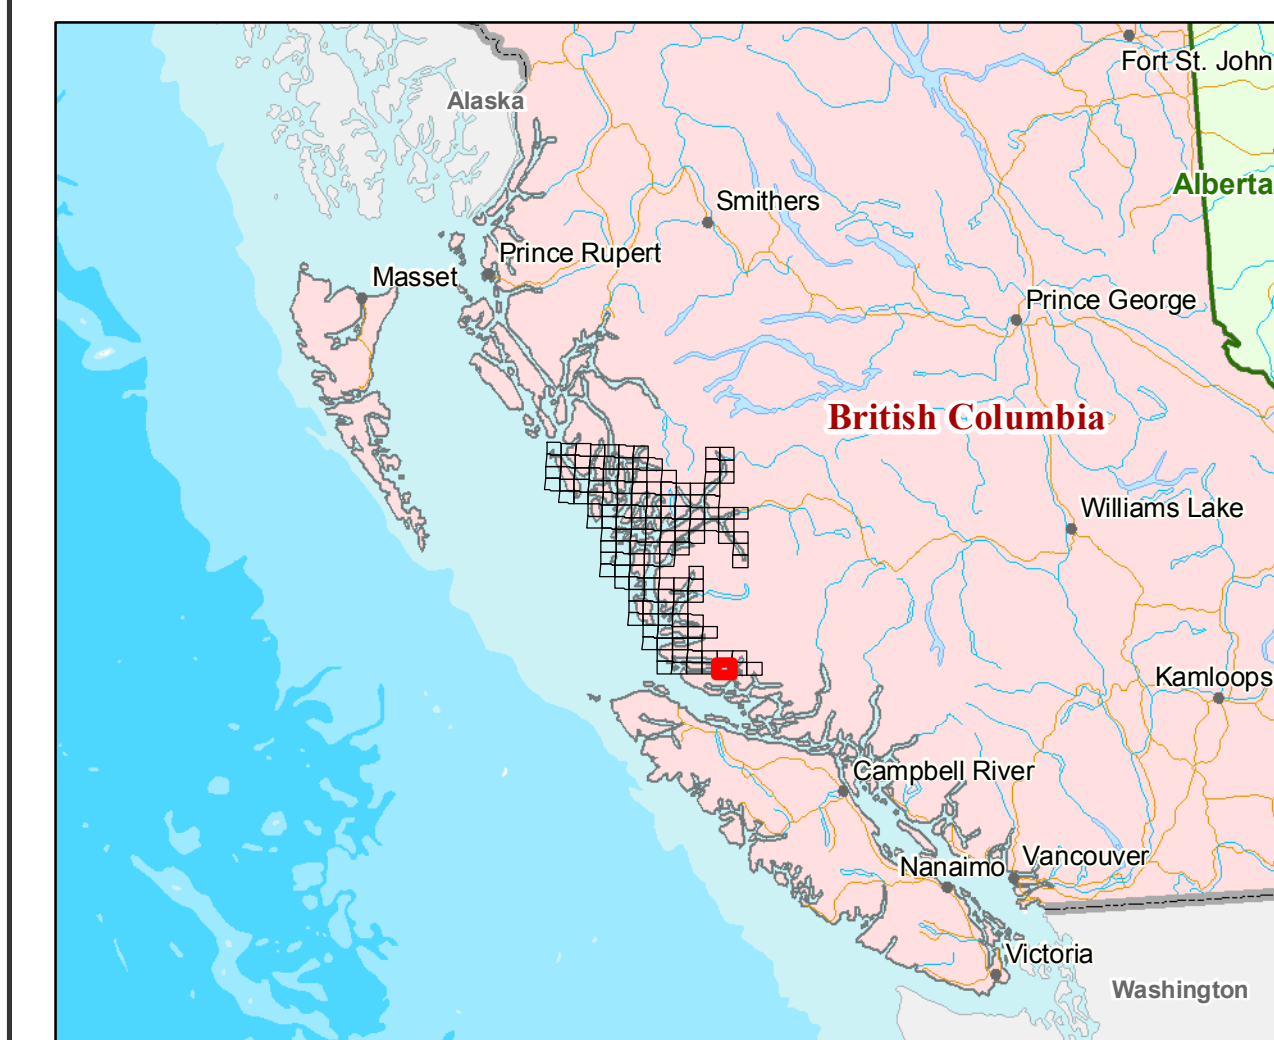 Fort St. John
Alaska
Alberta
Smithers
Prince Rupert
Masset
Prince George
British Columbia
Williams Lake
Kamloops
Campbell River
Vancouver
Nanaimo
Victoria
Washington